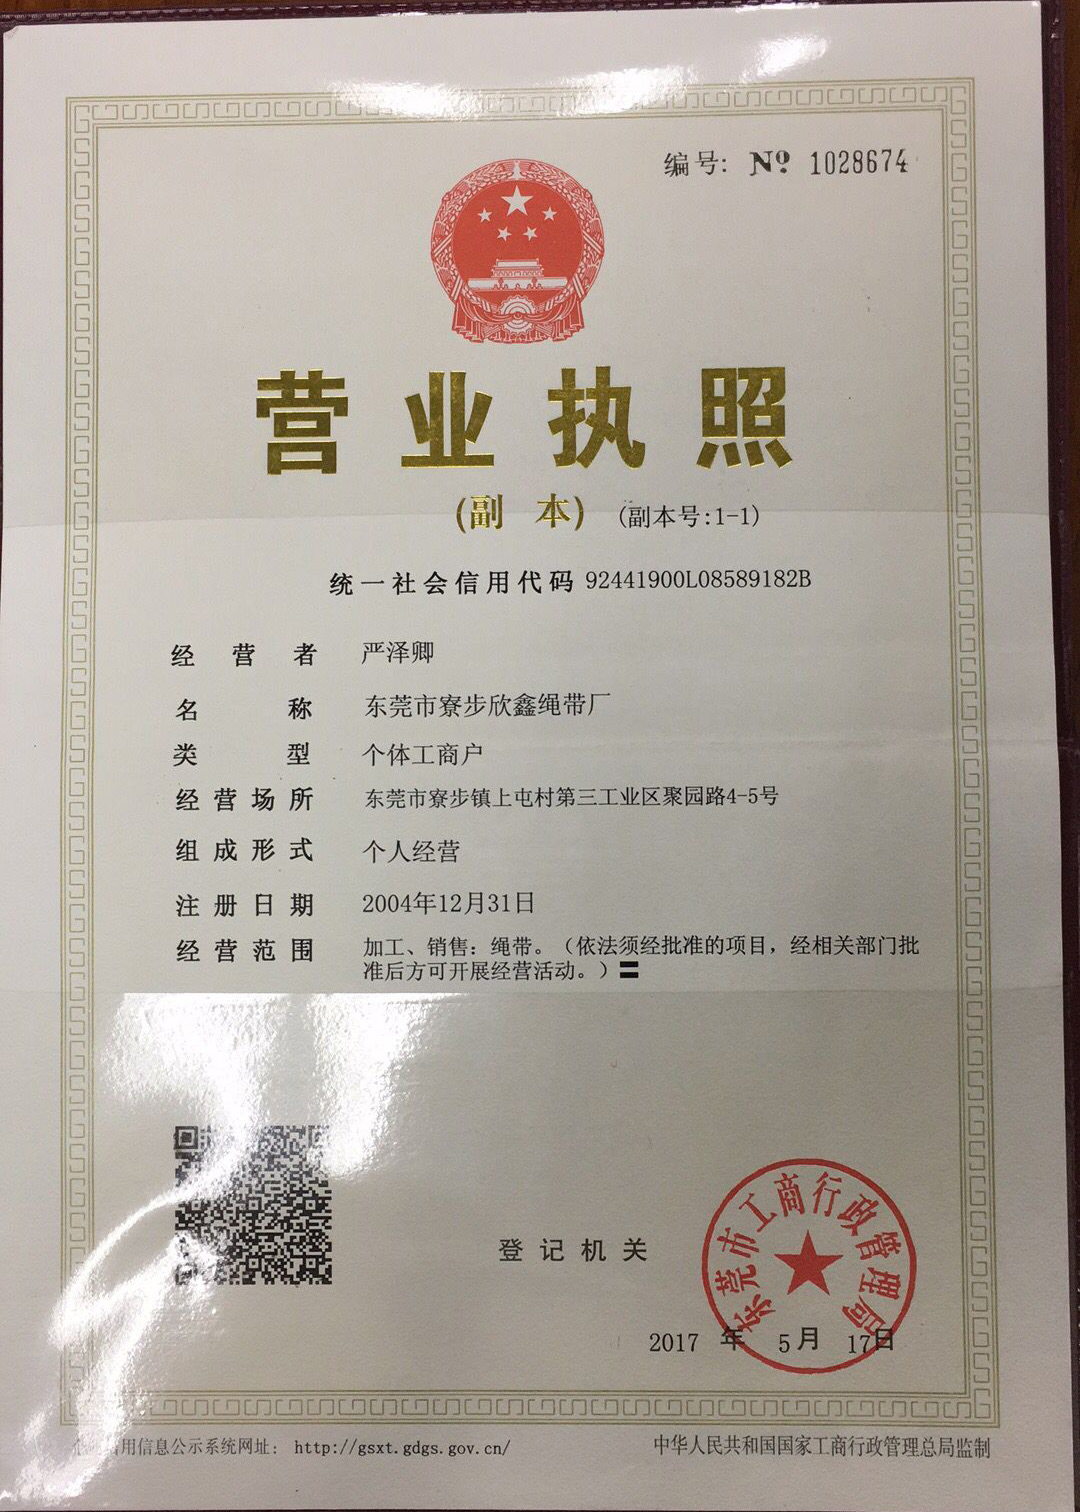 编号: № 1028674
营业执照
(副本) (副本号:1-1)
统一社会信用代码 92441900L08589182B
经营者 严泽卿
名称 东莞市寮步欣鑫绳带厂
类型 个体工商户
经营场所 东莞市寮步镇上屯村第三工业区聚园路4-5号
组成形式 个人经营
注册日期 2004年12月31日
经营范围 加工、销售：绳带。（依法须经批准的项目，经相关部门批
准后方可开展经营活动。）〓
东莞市工商行政管理局
登记机关
2017 年 5月 17日
信用信息公示系统网址： http://gsxt.gdgs.gov.cn/
中华人民共和国国家工商行政管理总局监制